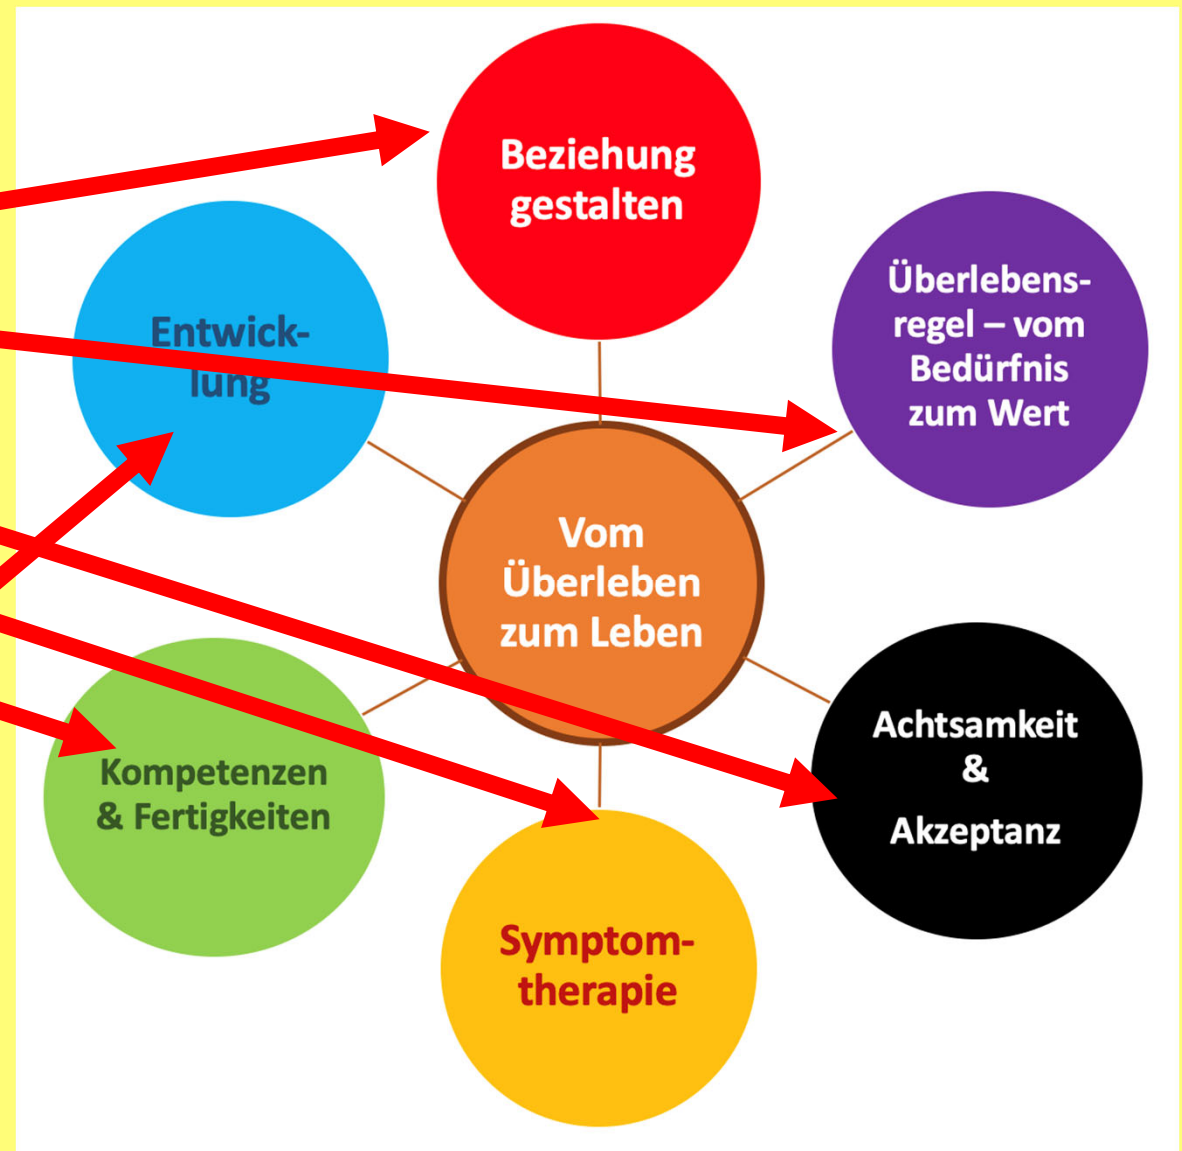 Beziehung
gestalten
Überlebens-
regel – vom
Bedürfnis
zum Wert
Entwick-
lung
Vom
Überleben
zum Leben
Achtsamkeit
&
Akzeptanz
Kompetenzen
& Fertigkeiten
Symptom-
therapie